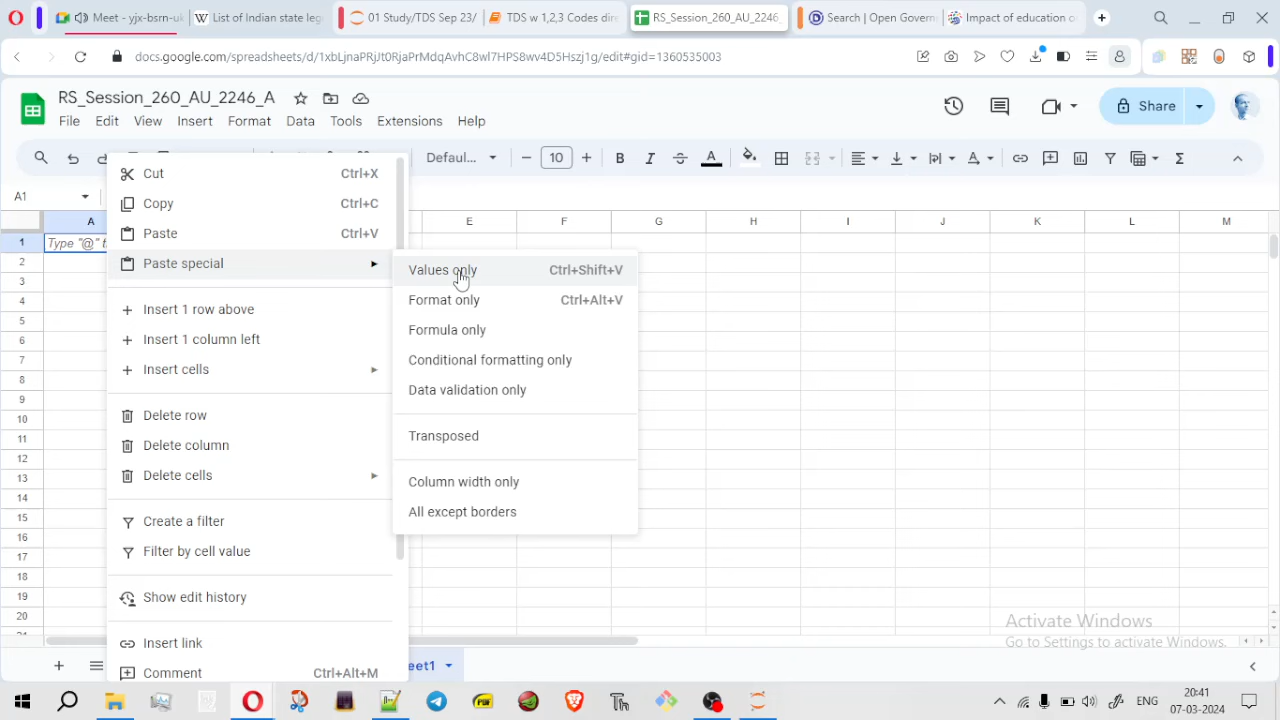 Meet - yjx-bsrn-uk
List of Indian state leg
01 Study/TDS Sep 23/
TDS w 1,2,3 Codes dire
RS_Session_260_AU_2246_
Search | Open Governm
Impact of education o
docs.google.com/spreadsheets/d/1xbLjnaPRjIt0RjaPrMdqAvhC8wl7HPS8wv4D5Hszj1g/edit#gid=1360535003
RS_Session_260_AU_2246_A
Share
File Edit View Insert Format Data Tools Extensions Help
Defaul... 10
A1
A E F G H I J K L M
1 Type "@" t
2
3
4
5
6
7
8
9
10
11
12
13
14
15
16
17
18
19
20
Cut Ctrl+X
Copy Ctrl+C
Paste Ctrl+V
Paste special
Insert 1 row above
Insert 1 column left
Insert cells
Delete row
Delete column
Delete cells
Create a filter
Filter by cell value
Show edit history
Insert link
Comment Ctrl+Alt+M
Values only Ctrl+Shift+V
Format only Ctrl+Alt+V
Formula only
Conditional formatting only
Data validation only
Transposed
Column width only
All except borders
Activate Windows
Go to Settings to activate Windows.
eet1
ENG
20:41
07-03-2024